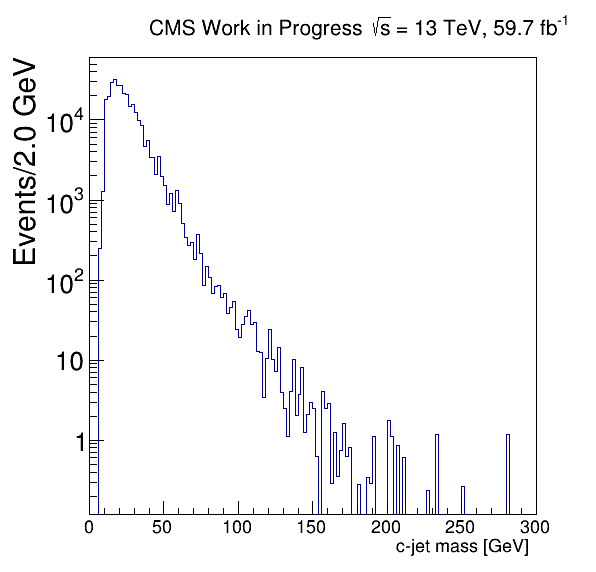 CMS Work in Progress √s = 13 TeV, 59.7 fb⁻¹
Events/2.0 GeV
10⁴
10³
10²
10
1
0 50 100 150 200 250 300
c-jet mass [GeV]